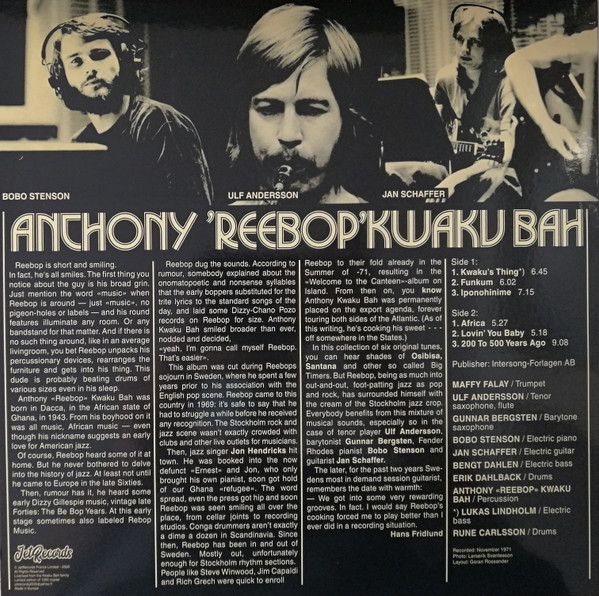 BOBO STENSON
ULF ANDERSSON
JAN SCHAFFER
ANTHONY 'REEBOP' KWAKU BAH
Reebop is short and smiling.
In fact, he's all smiles. The first thing you
notice about the guy is his broad grin.
Just mention the word «music» when
Reebop is around — just «music», no
pigeon-holes or labels — and his round
features illuminate any room. Or any
bandstand for that matter. And if there is
no such thing around, like in an average
livingroom, you bet Reebop unpacks his
percussionary devices, rearranges the
furniture and gets into his thing. This
dude is probably beating drums of
various sizes even in his sleep.
Anthony «Reebop» Kwaku Bah was
born in Dacca, in the African state of
Ghana, in 1943. From his boyhood on it
was all music, African music — even
though his nickname suggests an early
love for American jazz.
Of course, Reebop heard some of it at
home. But he never bothered to delve
into the history of jazz. At least not until
he came to Europe in the late Sixties.
Then, rumour has it, he heard some
early Dizzy Gillespie music, vintage late
Forties: The Be Bop Years. At this early
stage sometimes also labeled Rebop
Music.
JetRecords
Reebop dug the sounds. According to
rumour, somebody explained about the
onomatopoetic and nonsense syllables
that the early boppers substituted for the
trite lyrics to the standard songs of the
day, and laid some Dizzy-Chano Pozo
records on Reebop for size. Anthony
Kwaku Bah smiled broader than ever,
nodded and decided,
«yeah, I'm gonna call myself Reebop.
That's easier».
This album was cut during Reebops
sojourn in Sweden, where he spent a few
years prior to his association with the
English pop scene. Reebop came to this
country in 1969; it's safe to say that he
had to struggle a while before he received
any recognition. The Stockholm rock and
jazz scene wasn't exactly crowded with
clubs and other live outlets for musicians.
Then, jazz singer Jon Hendricks hit
town. He was booked into the now
defunct «Ernest» and Jon, who only
brought his own pianist, soon got hold
of our Ghana «refugee». The word
spread, even the press got hip and soon
Reebop was seen smiling all over the
place, from cellar joints to recording
studios. Conga drummers aren't exactly
a dime a dozen in Scandinavia. Since
then, Reebop has been in and out of
Sweden. Mostly out, unfortunately
enough for Stockholm rhythm sections.
People like Steve Winwood, Jim Capaldi
and Rich Grech were quick to enroll
Reebop to their fold already in the
Summer of -71, resulting in the
«Welcome to the Canteen»-album on
Island. From then on, you know
Anthony Kwaku Bah was permanently
placed on the export agenda, forever
touring both sides of the Atlantic. (As of
this writing, he's cooking his sweet - - -
off somewhere in the States.)
In this collection of six original tunes,
you can hear shades of Osibisa,
Santana and other so called Big
Timers. But Reebop, being as much into
out-and-out, foot-patting jazz as pop
and rock, has surrounded himself with
the cream of the Stockholm jazz crop.
Everybody benefits from this mixture of
musical sounds, especially so in the
case of tenor player Ulf Andersson,
barytonist Gunnar Bergsten, Fender
Rhodes pianist Bobo Stenson and
guitarist Jan Schaffer.
The later, for the past two years Swe-
dens most in demand session guitarist,
remembers the date with warmth:
— We got into some very rewarding
grooves. In fact. I would say Reebop's
cooking forced me to play better than I
ever did in a recording situation.
Hans Fridlund
Side 1:
1. Kwaku's Thing*) 6.45
2. Funkum 6.02
3. Iponohinime 7.15
Side 2:
1. Africa 5.27
2. Lovin' You Baby 5.18
3. 200 To 500 Years Ago 9.08
Publisher: Intersong-Forlagen AB
MAFFY FALAY / Trumpet
ULF ANDERSSON / Tenor
saxophone, flute
GUNNAR BERGSTEN / Barytone
saxophone
BOBO STENSON / Electric piano
JAN SCHAFFER / Electric guitar
BENGT DAHLEN / Electric bass
ERIK DAHLBACK / Drums
ANTHONY «REEBOP» KWAKU
BAH / Percussion
*) LUKAS LINDHOLM / Electric
bass
RUNE CARLSSON / Drums
Recorded: November 1971